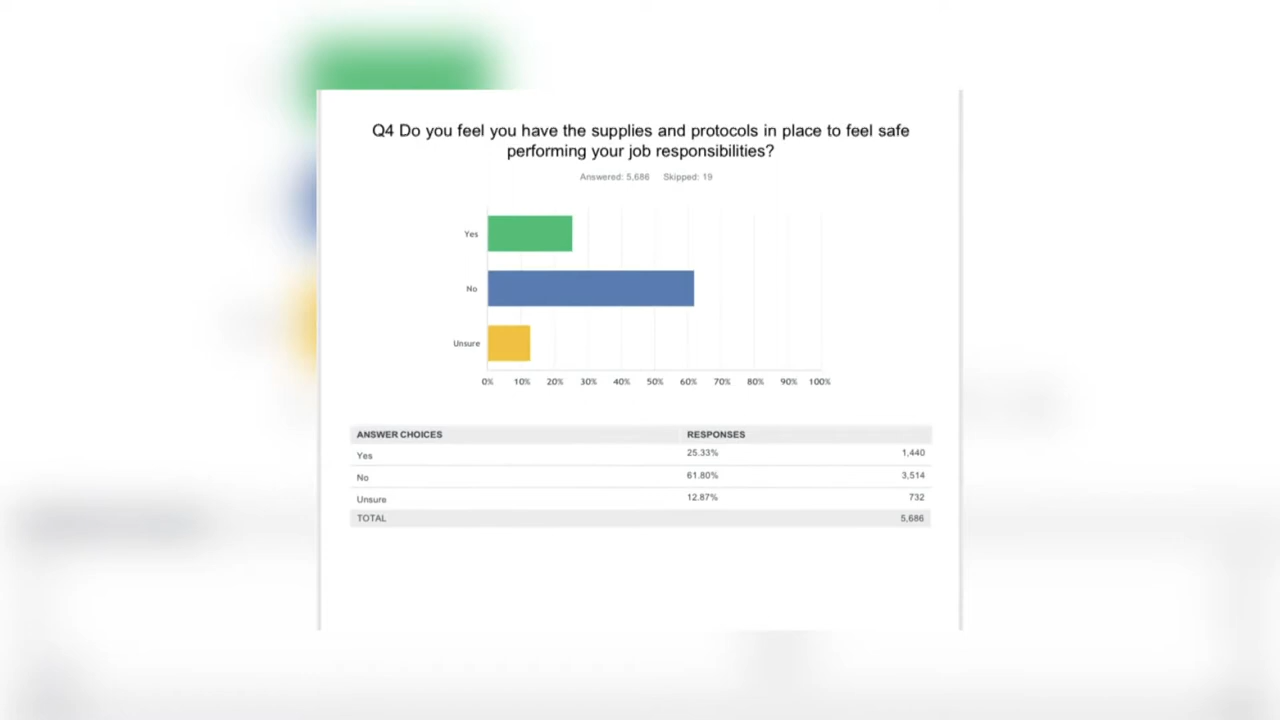 Q4 Do you feel you have the supplies and protocols in place to feel safe
performing your job responsibilities?
Answered: 5,686 Skipped: 19
Yes
No
Unsure
0% 10% 20% 30% 40% 50% 60% 70% 80% 90% 100%
ANSWER CHOICES RESPONSES
Yes 25.33% 1,440
No 61.80% 3,514
Unsure 12.87% 732
TOTAL 5,686